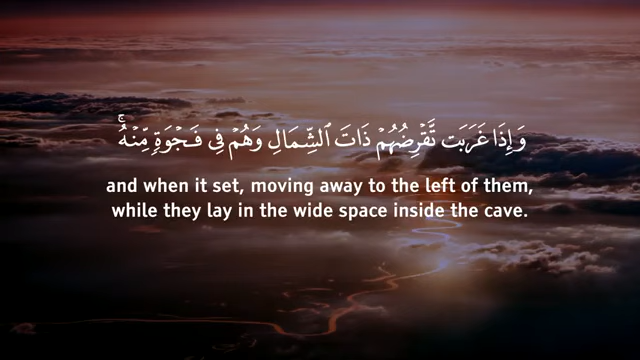 وَإِذَا غَرَبَت تَّقْرِضُهُمْ ذَاتَ ٱلشِّمَالِ وَهُمْ فِى فَجْوَةٍ مِّنْهُ ۚ
and when it set, moving away to the left of them,
while they lay in the wide space inside the cave.